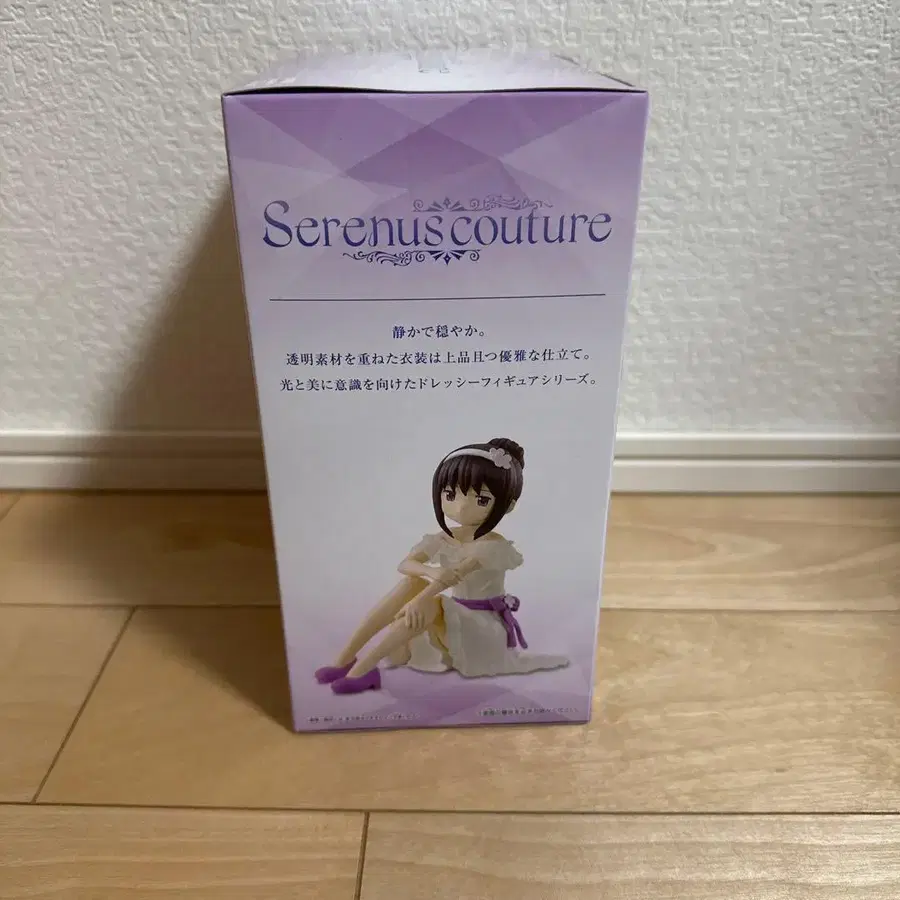 Serenus couture
静かで穏やか。
透明素材を重ねた衣装は上品且つ優雅な仕立て。
光と美に意識を向けたドレッシーフィギュアシリーズ。